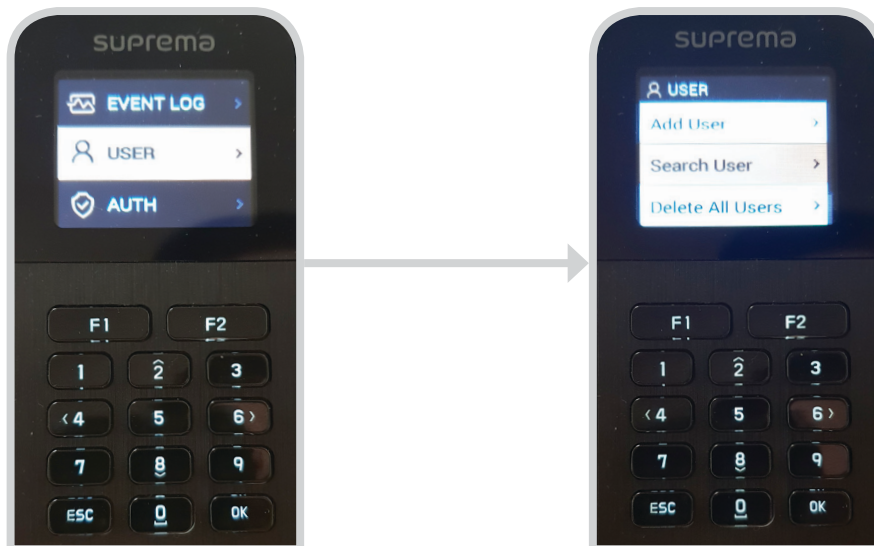 suprema
EVENT LOG >
USER >
AUTH >
F1 F2
1 2 3
<4 5 6>
7 8 9
ESC 0 OK
suprema
USER
Add User >
Search User >
Delete All Users >
F1 F2
1 2 3
<4 5 6>
7 8 9
ESC 0 OK